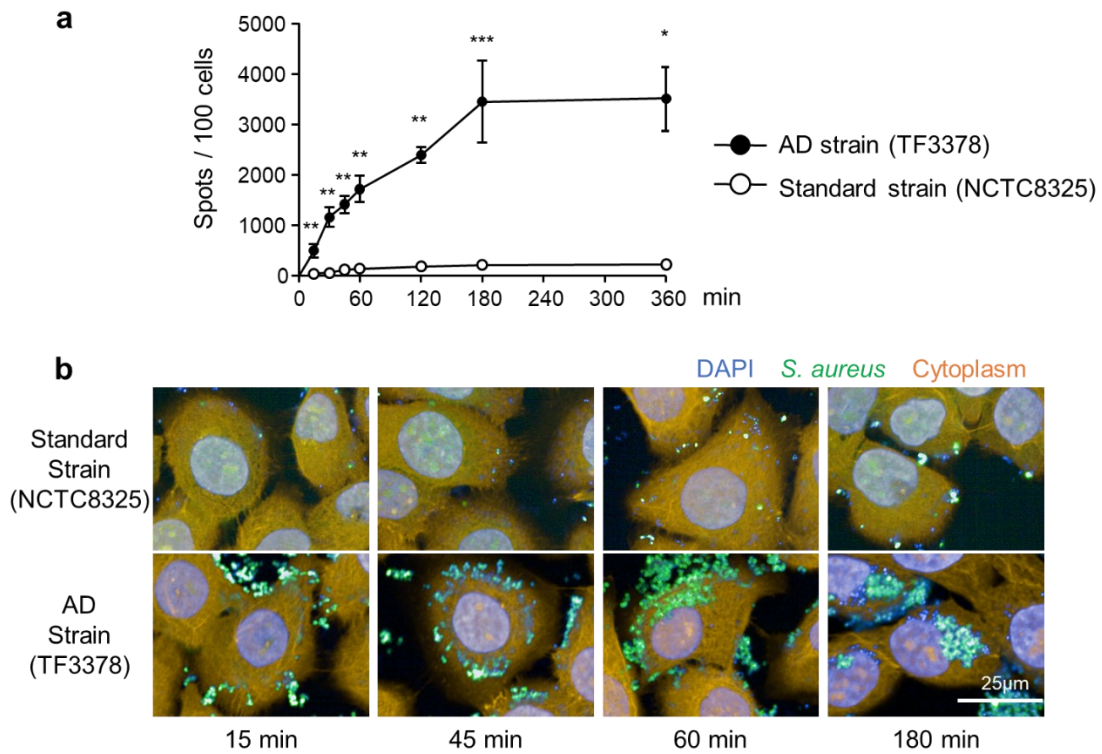 a
5000
4000
3000
2000
1000
0
Spots / 100 cells
**
**
**
**
**
***
*
0 60 120 180 240 300 360 min
AD strain (TF3378)
Standard strain (NCTC8325)
b
DAPI S. aureus Cytoplasm
Standard
Strain
(NCTC8325)
AD
Strain
(TF3378)
25μm
15 min 45 min 60 min 180 min